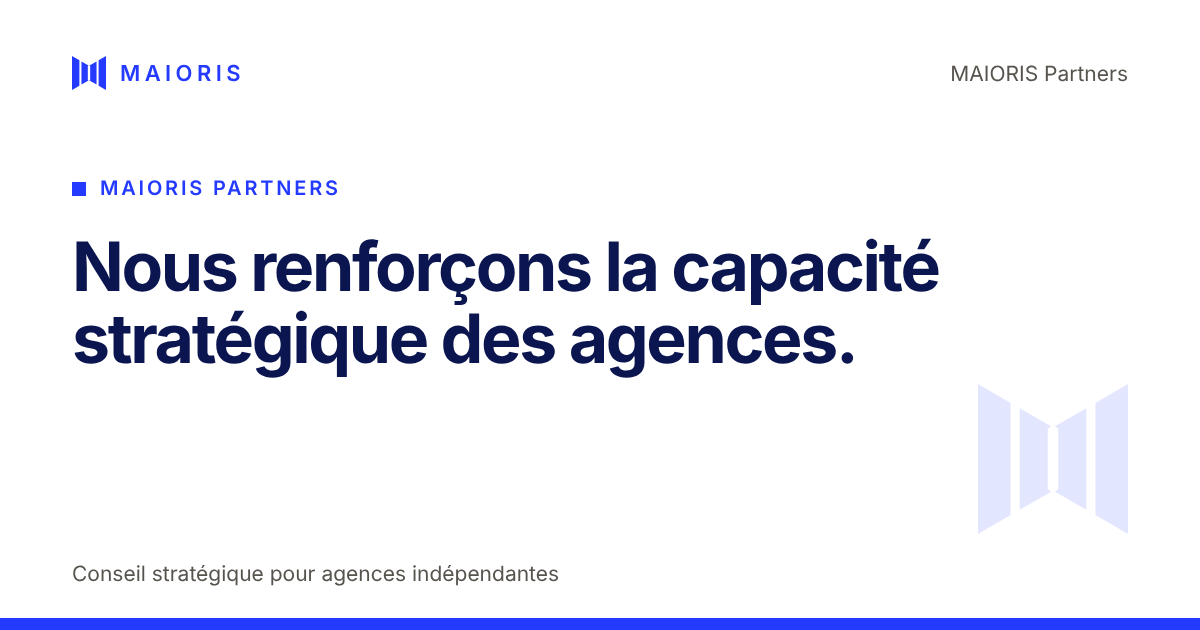 MAIORIS
MAIORIS Partners
MAIORIS PARTNERS
Nous renforçons la capacité
stratégique des agences.
Conseil stratégique pour agences indépendantes